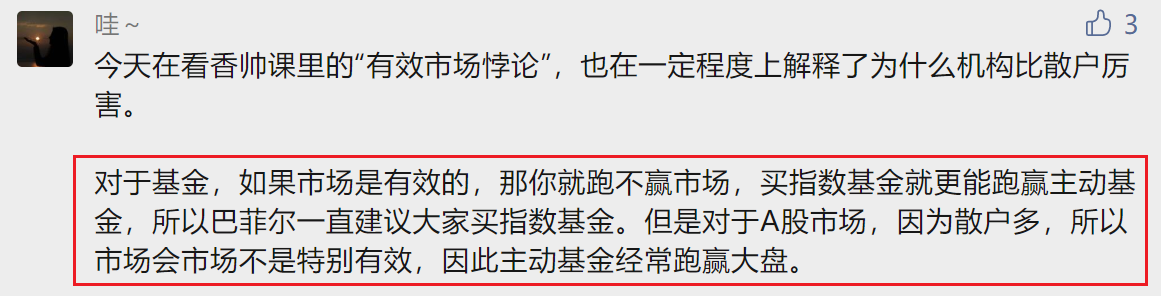 哇~
3
今天在看香帅课里的“有效市场悖论”，也在一定程度上解释了为什么机构比散户厉
害。
对于基金，如果市场是有效的，那你就跑不赢市场，买指数基金就更能跑赢主动基
金，所以巴菲尔一直建议大家买指数基金。但是对于A股市场，因为散户多，所以
市场会市场不是特别有效，因此主动基金经常跑赢大盘。